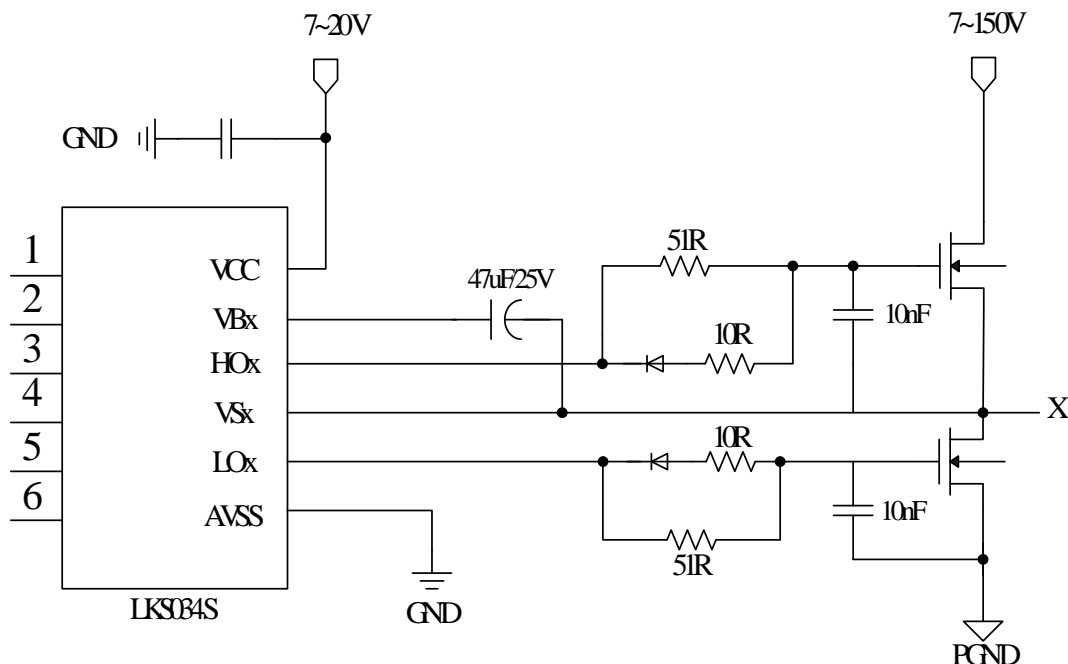 7~20V
7~150V
GND
1
2
3
4
5
6
VCC
VBx
HOx
VSx
LOx
AVSS
47uF/25V
51R
10R
10nF
X
10R
51R
10nF
LKS034S
GND
PGND